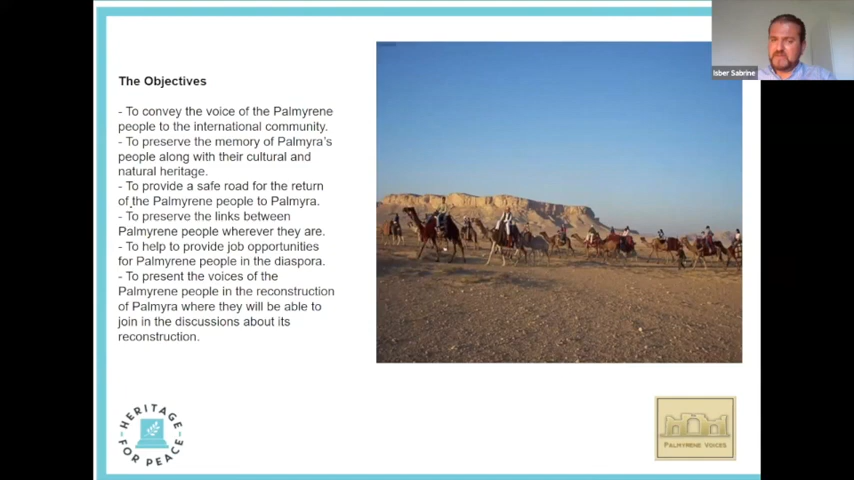 The Objectives
- To convey the voice of the Palmyrene
people to the international community.
- To preserve the memory of Palmyra's
people along with their cultural and
natural heritage.
- To provide a safe road for the return
of the Palmyrene people to Palmyra.
- To preserve the links between
Palmyrene people wherever they are.
- To help to provide job opportunities
for Palmyrene people in the diaspora.
- To present the voices of the
Palmyrene people in the reconstruction
of Palmyra where they will be able to
join in the discussions about its
reconstruction.
Isber Sabrine
HERITAGE
FOR PEACE
PALMYRENE VOICES